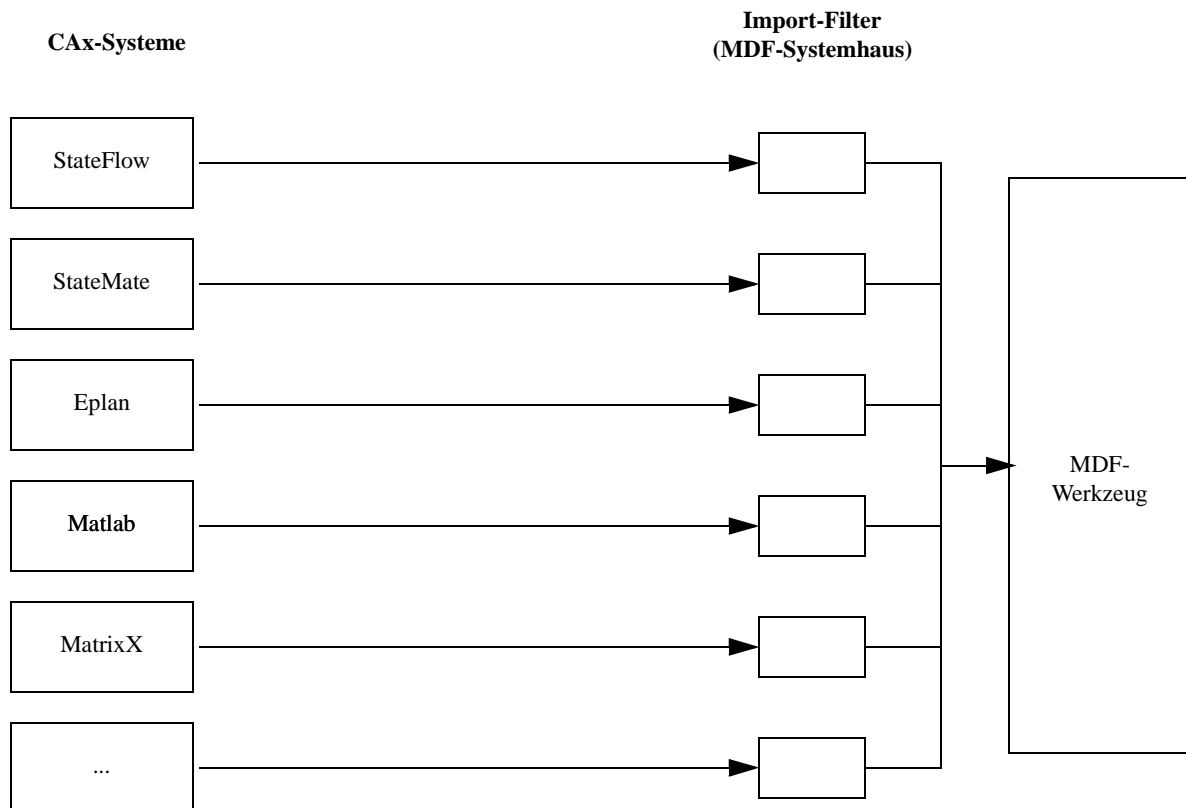 CAx-Systeme
Import-Filter
(MDF-Systemhaus)
StateFlow
StateMate
Eplan
Matlab
MatrixX
...
MDF-
Werkzeug